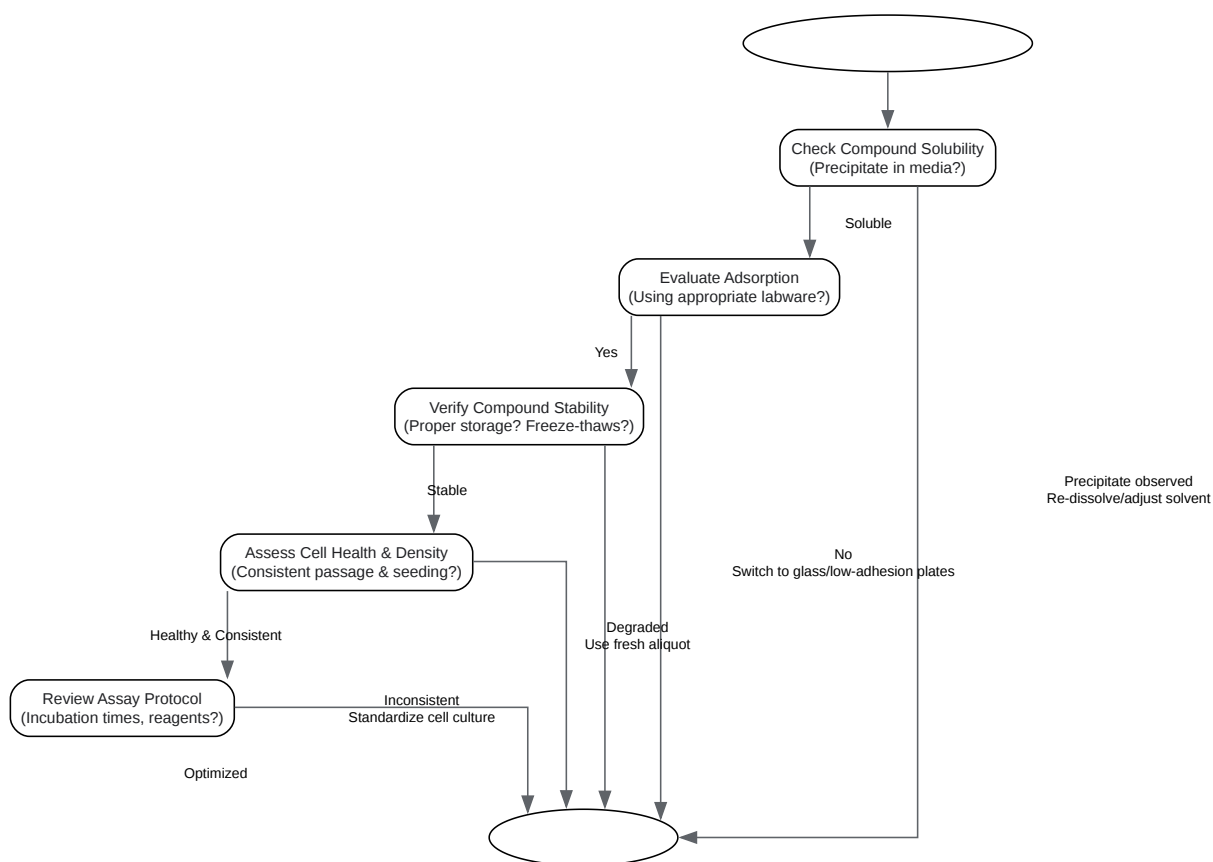 Check Compound Solubility
(Precipitate in media?)
Soluble
Evaluate Adsorption
(Using appropriate labware?)
Yes
Verify Compound Stability
(Proper storage? Freeze-thaws?)
Stable
Precipitate observed
Re-dissolve/adjust solvent
Assess Cell Health & Density
(Consistent passage & seeding?)
No
Switch to glass/low-adhesion plates
Healthy & Consistent
Degraded
Use fresh aliquot
Review Assay Protocol
(Incubation times, reagents?)
Inconsistent
Standardize cell culture
Optimized